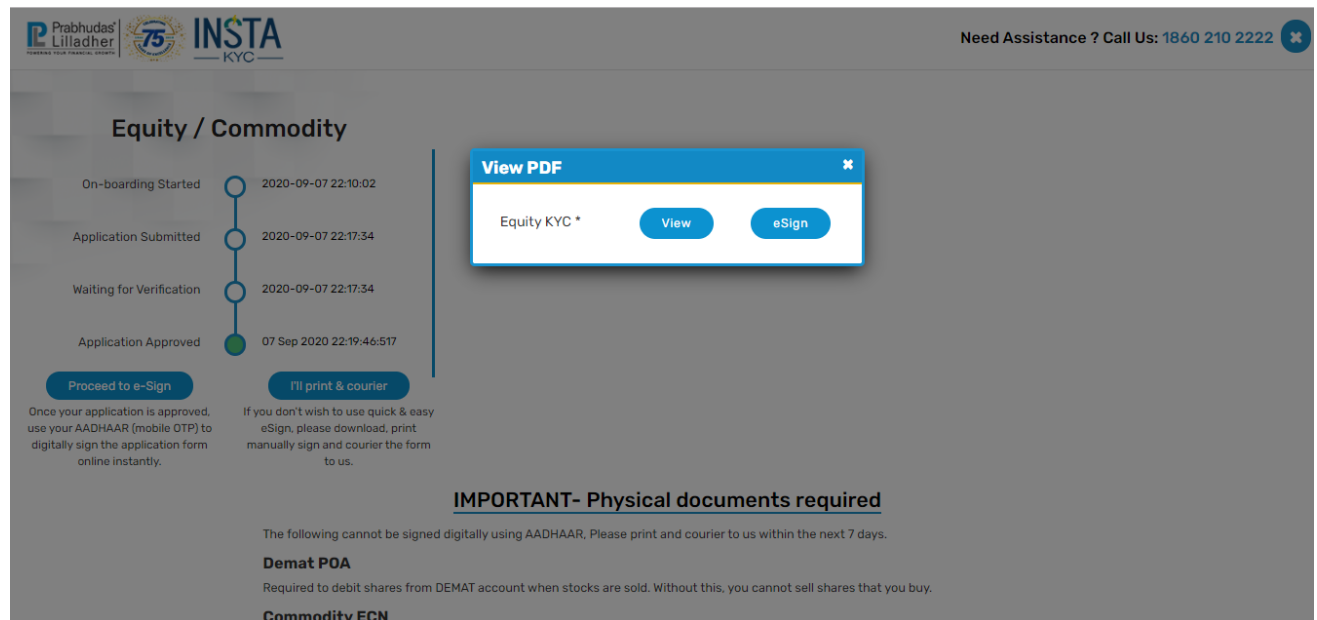 Prabhudas
Lilladher
POWERING YOUR FINANCIAL GROWTH
75
INSTA
KYC
Need Assistance ? Call Us: 1860 210 2222
Equity / Commodity
On-boarding Started 2020-09-07 22:10:02
Application Submitted 2020-09-07 22:17:34
Waiting for Verification 2020-09-07 22:17:34
Application Approved 07 Sep 2020 22:19:46:517
Proceed to e-Sign
Once your application is approved,
use your AADHAAR (mobile OTP) to
digitally sign the application form
online instantly.
I'll print & courier
If you don't wish to use quick & easy
eSign, please download, print
manually sign and courier the form
to us.
View PDF
Equity KYC * View eSign
IMPORTANT- Physical documents required
The following cannot be signed digitally using AADHAAR, Please print and courier to us within the next 7 days.
Demat POA
Required to debit shares from DEMAT account when stocks are sold. Without this, you cannot sell shares that you buy.
Commodity ECN